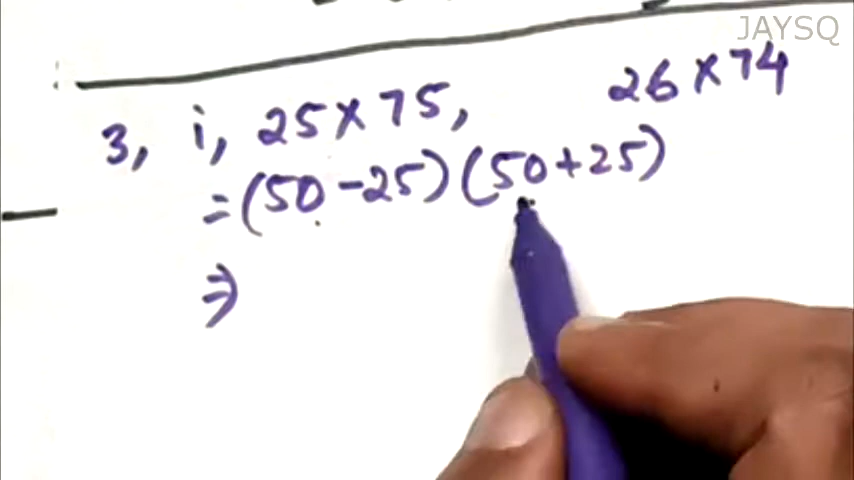 JAYSQ
3, i, 25×75, 26×74
=(50-25)(50+25)
⇒